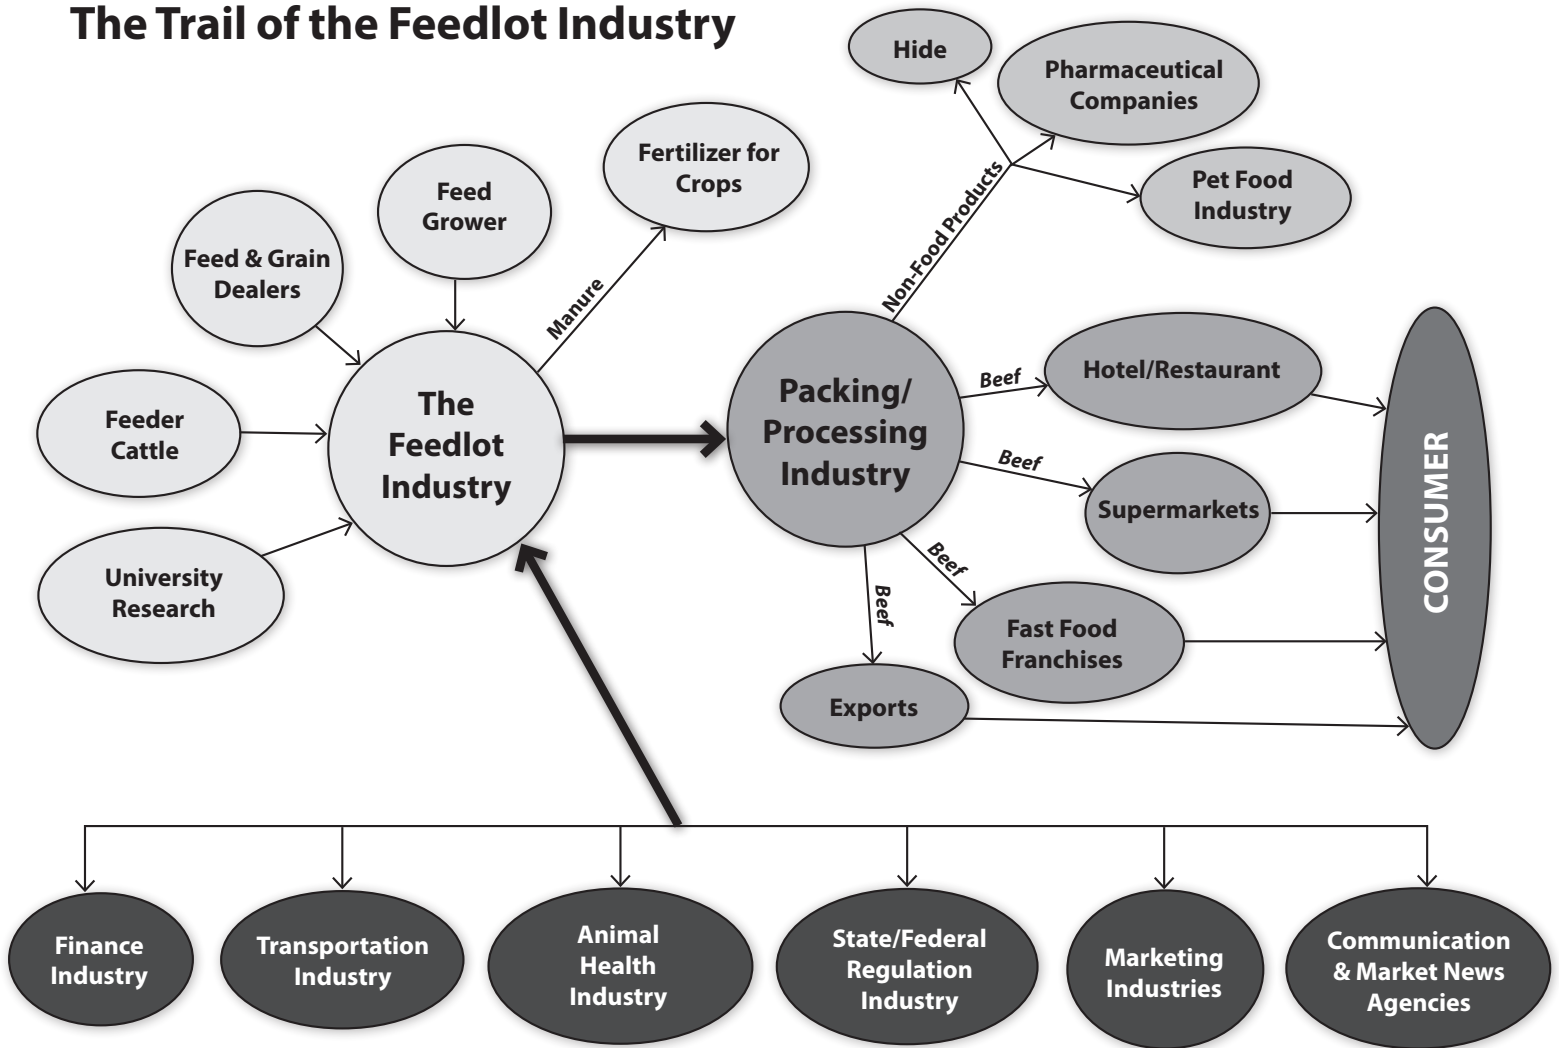 The Trail of the Feedlot Industry
Hide
Pharmaceutical
Companies
Pet Food
Industry
Non-Food Products
Fertilizer for
Crops
Manure
Feed
Grower
Feed & Grain
Dealers
Feeder
Cattle
University
Research
The
Feedlot
Industry
Packing/
Processing
Industry
Beef
Hotel/Restaurant
Beef
Supermarkets
Beef
Fast Food
Franchises
Beef
Exports
CONSUMER
Finance
Industry
Transportation
Industry
Animal
Health
Industry
State/Federal
Regulation
Industry
Marketing
Industries
Communication
& Market News
Agencies